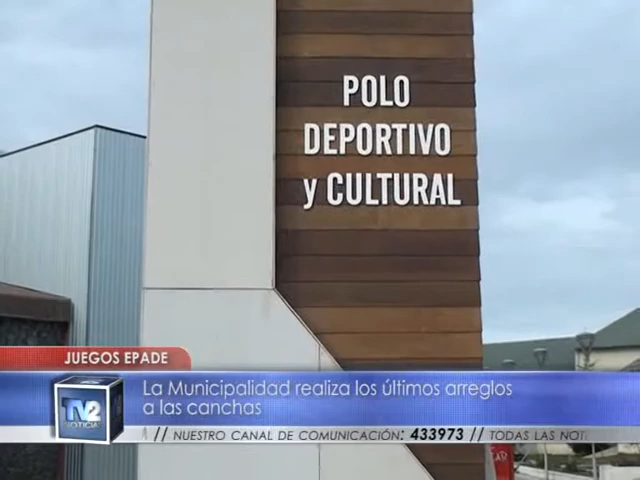 POLO
DEPORTIVO
y CULTURAL
JUEGOS EPADE
La Municipalidad realiza los últimos arreglos
a las canchas
TV2
NOTICIA
// NUESTRO CANAL DE COMUNICACIÓN: 433973 // TODAS LAS NOTI